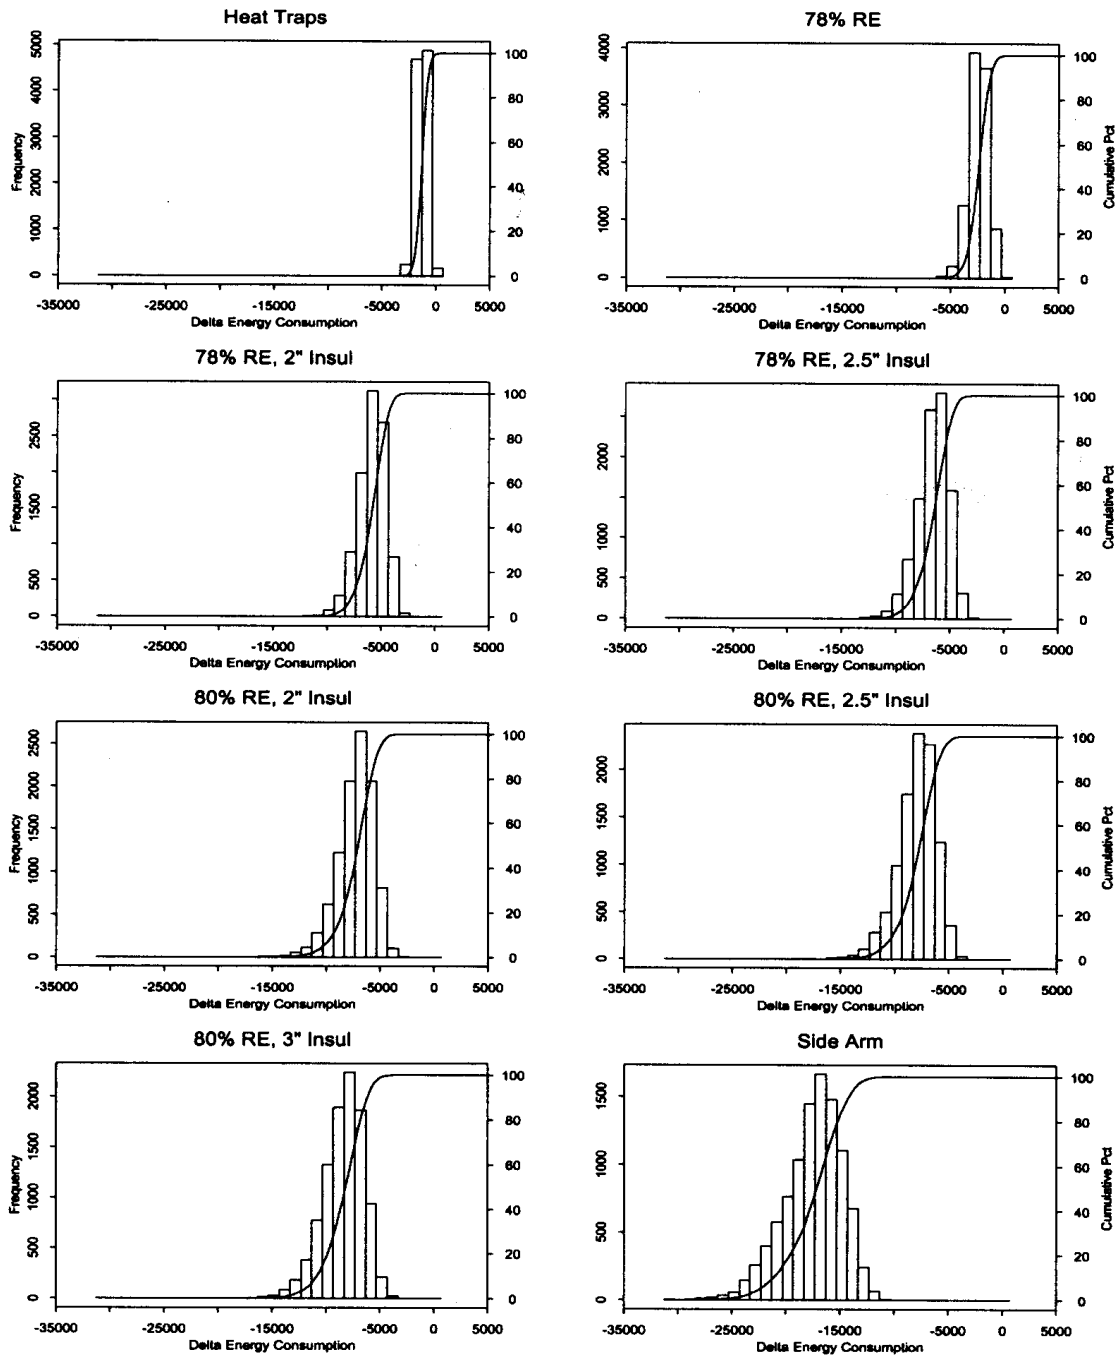 Heat Traps
Frequency
0 1000 2000 3000 4000 5000
0 20 40 60 80 100
-35000 -25000 -15000 -5000 0 5000
Delta Energy Consumption
78% RE
0 1000 2000 3000 4000
0 20 40 60 80 100
Cumulative Pct
-35000 -25000 -15000 -5000 0 5000
Delta Energy Consumption
78% RE, 2" Insul
Frequency
0 500 1500 2500
0 20 40 60 80 100
-35000 -25000 -15000 -5000 0 5000
Delta Energy Consumption
78% RE, 2.5" Insul
0 500 1000 2000
0 20 40 60 80 100
Cumulative Pct
-35000 -25000 -15000 -5000 0 5000
Delta Energy Consumption
80% RE, 2" Insul
Frequency
0 500 1000 1500 2000 2500
0 20 40 60 80 100
-35000 -25000 -15000 -5000 0 5000
Delta Energy Consumption
80% RE, 2.5" Insul
0 500 1000 1500 2000
0 20 40 60 80 100
Cumulative Pct
-35000 -25000 -15000 -5000 0 5000
Delta Energy Consumption
80% RE, 3" Insul
Frequency
0 500 1000 1500 2000
0 20 40 60 80 100
-35000 -25000 -15000 -5000 0 5000
Delta Energy Consumption
Side Arm
0 500 1000 1500
0 20 40 60 80 100
Cumulative Pct
-35000 -25000 -15000 -5000 0 5000
Delta Energy Consumption